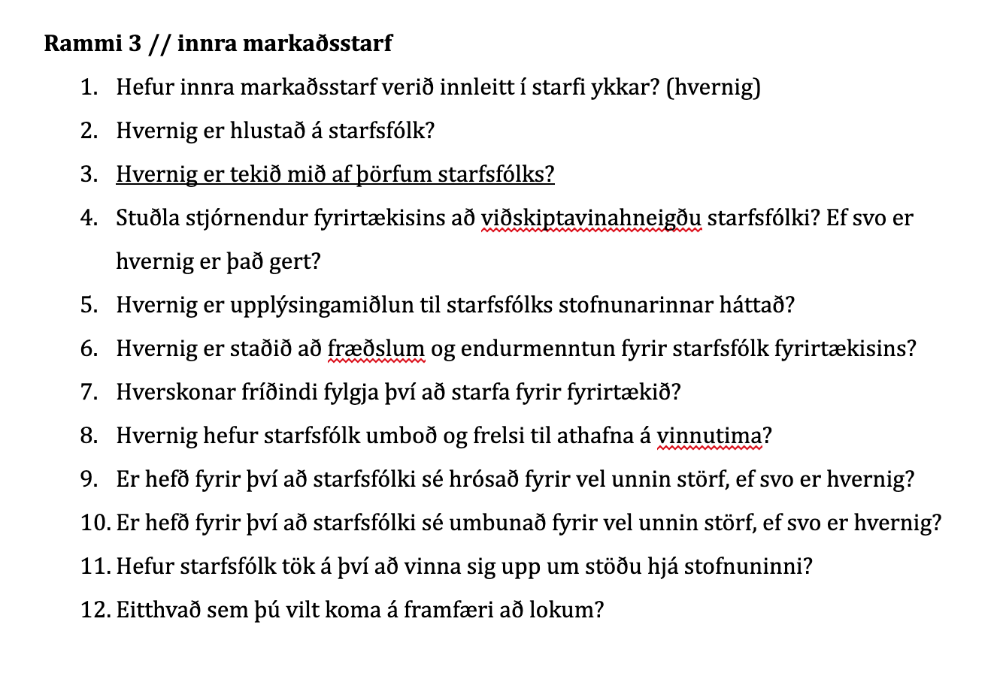 Rammi 3 // innra markaðsstarf
1. Hefur innra markaðsstarf verið innleitt í starfi ykkar? (hvernig)
2. Hvernig er hlustað á starfsfólk?
3. Hvernig er tekið mið af þörfum starfsfólks?
4. Stuðla stjórnendur fyrirtækisins að viðskiptavinahneigðu starfsfólki? Ef svo er
hvernig er það gert?
5. Hvernig er upplýsingamiðlun til starfsfólks stofnunarinnar háttað?
6. Hvernig er staðið að fræðslum og endurmenntun fyrir starfsfólk fyrirtækisins?
7. Hverskonar fríðindi fylgja því að starfa fyrir fyrirtækið?
8. Hvernig hefur starfsfólk umboð og frelsi til athafna á vinnutima?
9. Er hefð fyrir því að starfsfólki sé hrósað fyrir vel unnin störf, ef svo er hvernig?
10. Er hefð fyrir því að starfsfólki sé umbunað fyrir vel unnin störf, ef svo er hvernig?
11. Hefur starfsfólk tök á því að vinna sig upp um stöðu hjá stofnuninni?
12. Eitthvað sem þú vilt koma á framfæri að lokum?